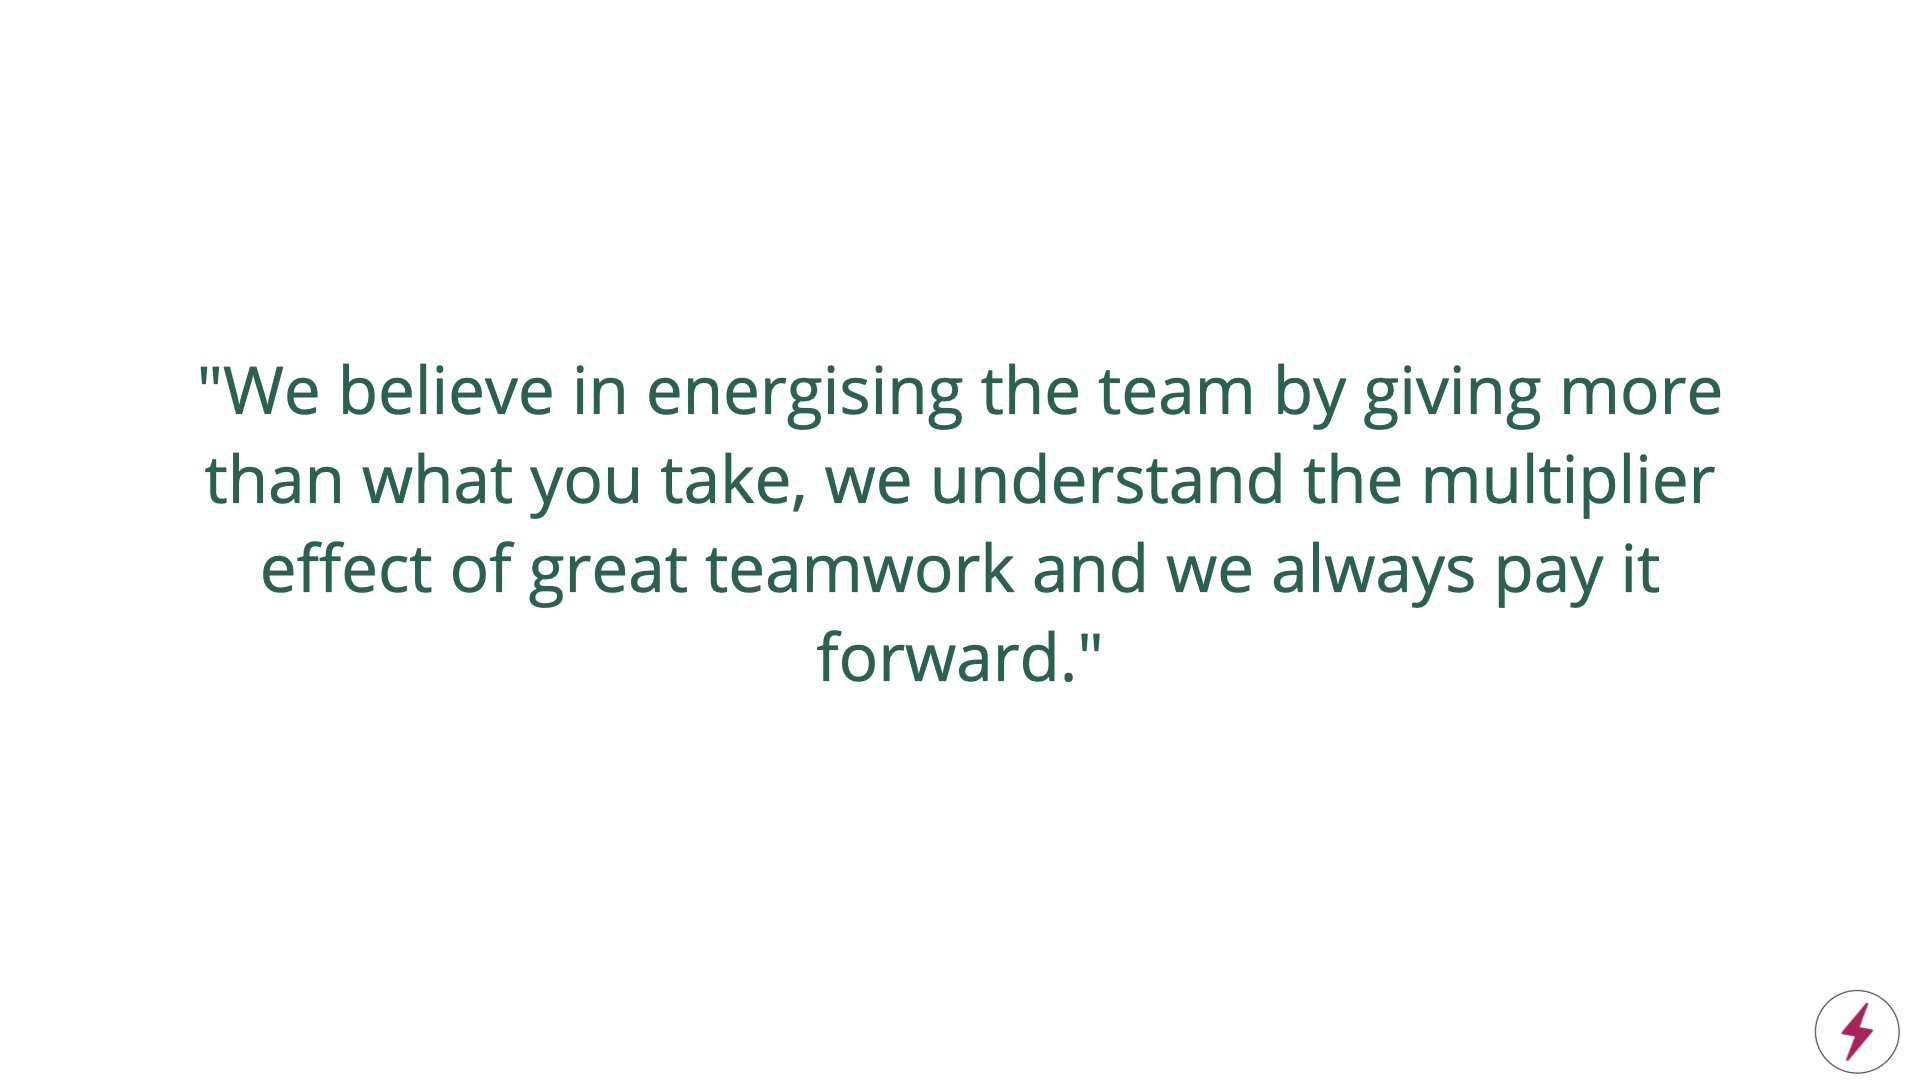 "We believe in energising the team by giving more
than what you take, we understand the multiplier
effect of great teamwork and we always pay it
forward."